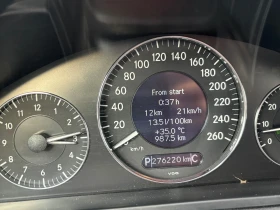 From start
0:37h
12km 21km/h
13.5l/100km
+35.0°C
987.5 km
P 276220 km C
20
40
60
80
100
120
140
160
180
200
220
240
260
km/h
VDO